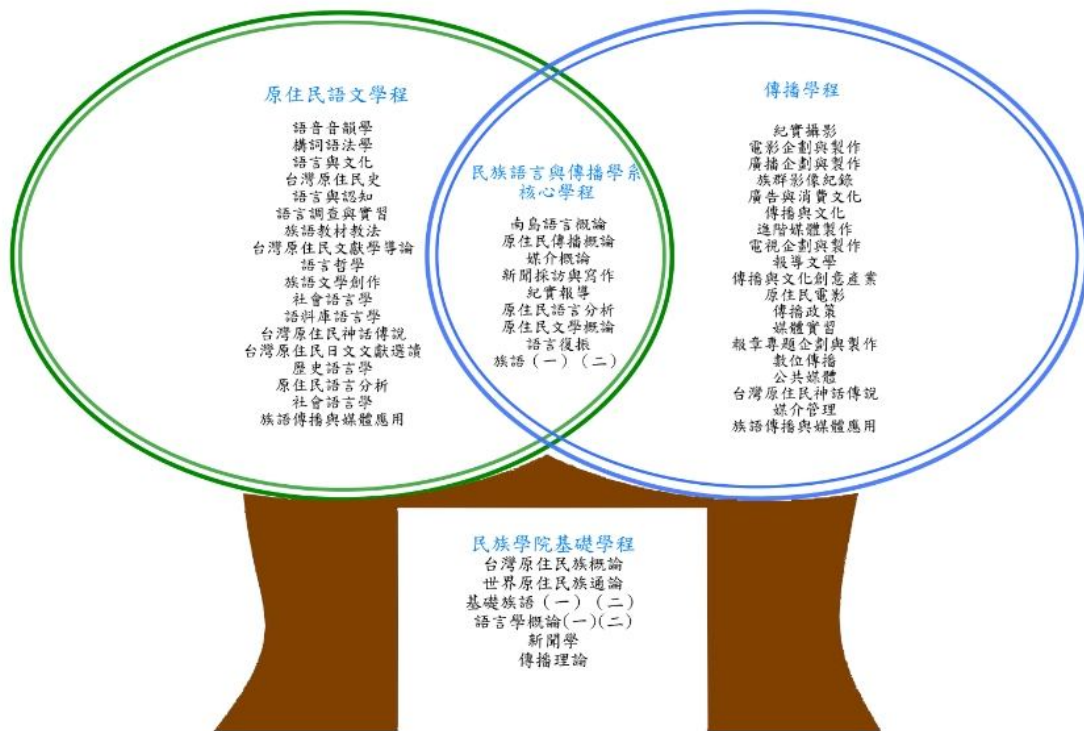 原住民語文學程
語音音韻學
構詞語法學
語言與文化
台灣原住民史
語言與認知
語言調查與實習
族語教材教法
台灣原住民文獻學導論
語言哲學
族語文學創作
社會語言學
語料庫語言學
台灣原住民神話傳說
台灣原住民日文文獻選讀
歷史語言學
原住民語言分析
社會語言學
族語傳播與媒體應用
民族語言與傳播學系
核心學程
南島語言概論
原住民傳播概論
媒介概論
新聞採訪與寫作
紀實報導
原住民語言分析
原住民文學概論
語言復振
族語（一）（二）
傳播學程
紀實攝影
電影企劃與製作
廣播企劃與製作
族群影像紀錄
廣告與消費文化
傳播與文化
進階媒體製作
電視企劃與製作
報導文學
傳播與文化創意產業
原住民電影
傳播政策
媒體實習
報章專題企劃與製作
數位傳播
公共媒體
台灣原住民神話傳說
媒介管理
族語傳播與媒體應用
民族學院基礎學程
台灣原住民族概論
世界原住民族通論
基礎族語（一）（二）
語言學概論(一)(二)
新聞學
傳播理論